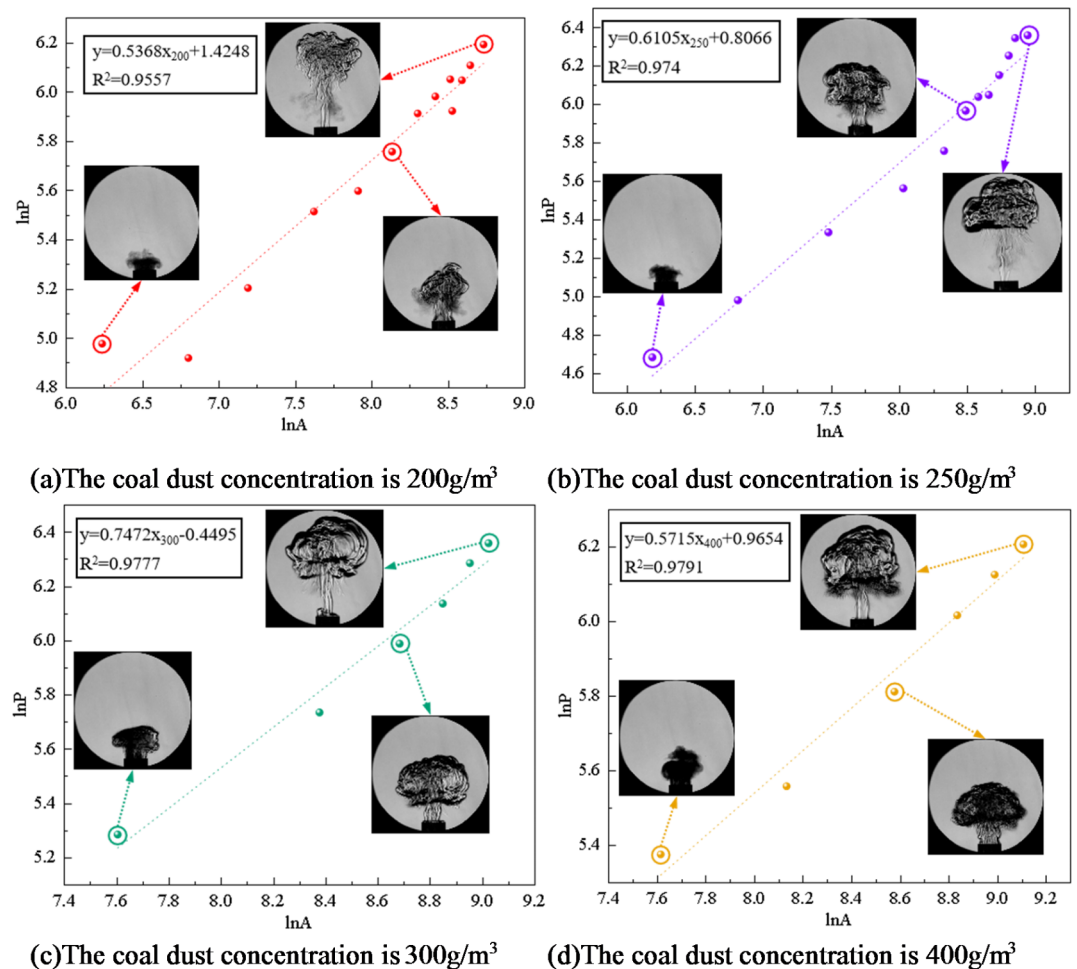 y=0.5368x₂₀₀+1.4248
R²=0.9557
lnP
6.2
6.0
5.8
5.6
5.4
5.2
5.0
4.8
6.0 6.5 7.0 7.5 8.0 8.5 9.0
lnA
(a)The coal dust concentration is 200g/m³
y=0.6105x₂₅₀+0.8066
R²=0.974
lnP
6.4
6.2
6.0
5.8
5.6
5.4
5.2
5.0
4.8
4.6
6.0 6.5 7.0 7.5 8.0 8.5 9.0
lnA
(b)The coal dust concentration is 250g/m³
y=0.7472x₃₀₀-0.4495
R²=0.9777
lnP
6.4
6.2
6.0
5.8
5.6
5.4
5.2
7.4 7.6 7.8 8.0 8.2 8.4 8.6 8.8 9.0 9.2
lnA
(c)The coal dust concentration is 300g/m³
y=0.5715x₄₀₀+0.9654
R²=0.9791
lnP
6.2
6.0
5.8
5.6
5.4
7.4 7.6 7.8 8.0 8.2 8.4 8.6 8.8 9.0 9.2
lnA
(d)The coal dust concentration is 400g/m³